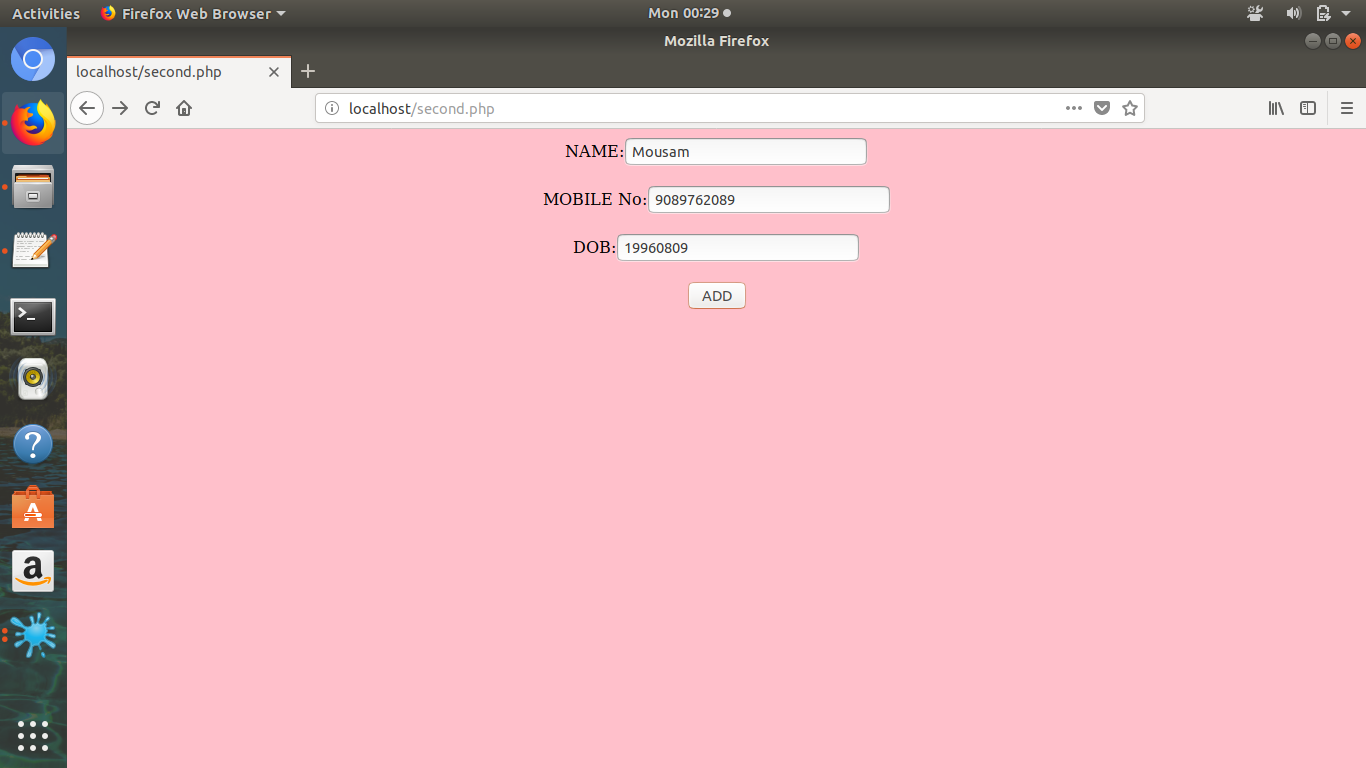 Activities
Firefox Web Browser
Mon 00:29
Mozilla Firefox
localhost/second.php
localhost/second.php
NAME: Mousam
MOBILE No: 9089762089
DOB: 19960809
ADD